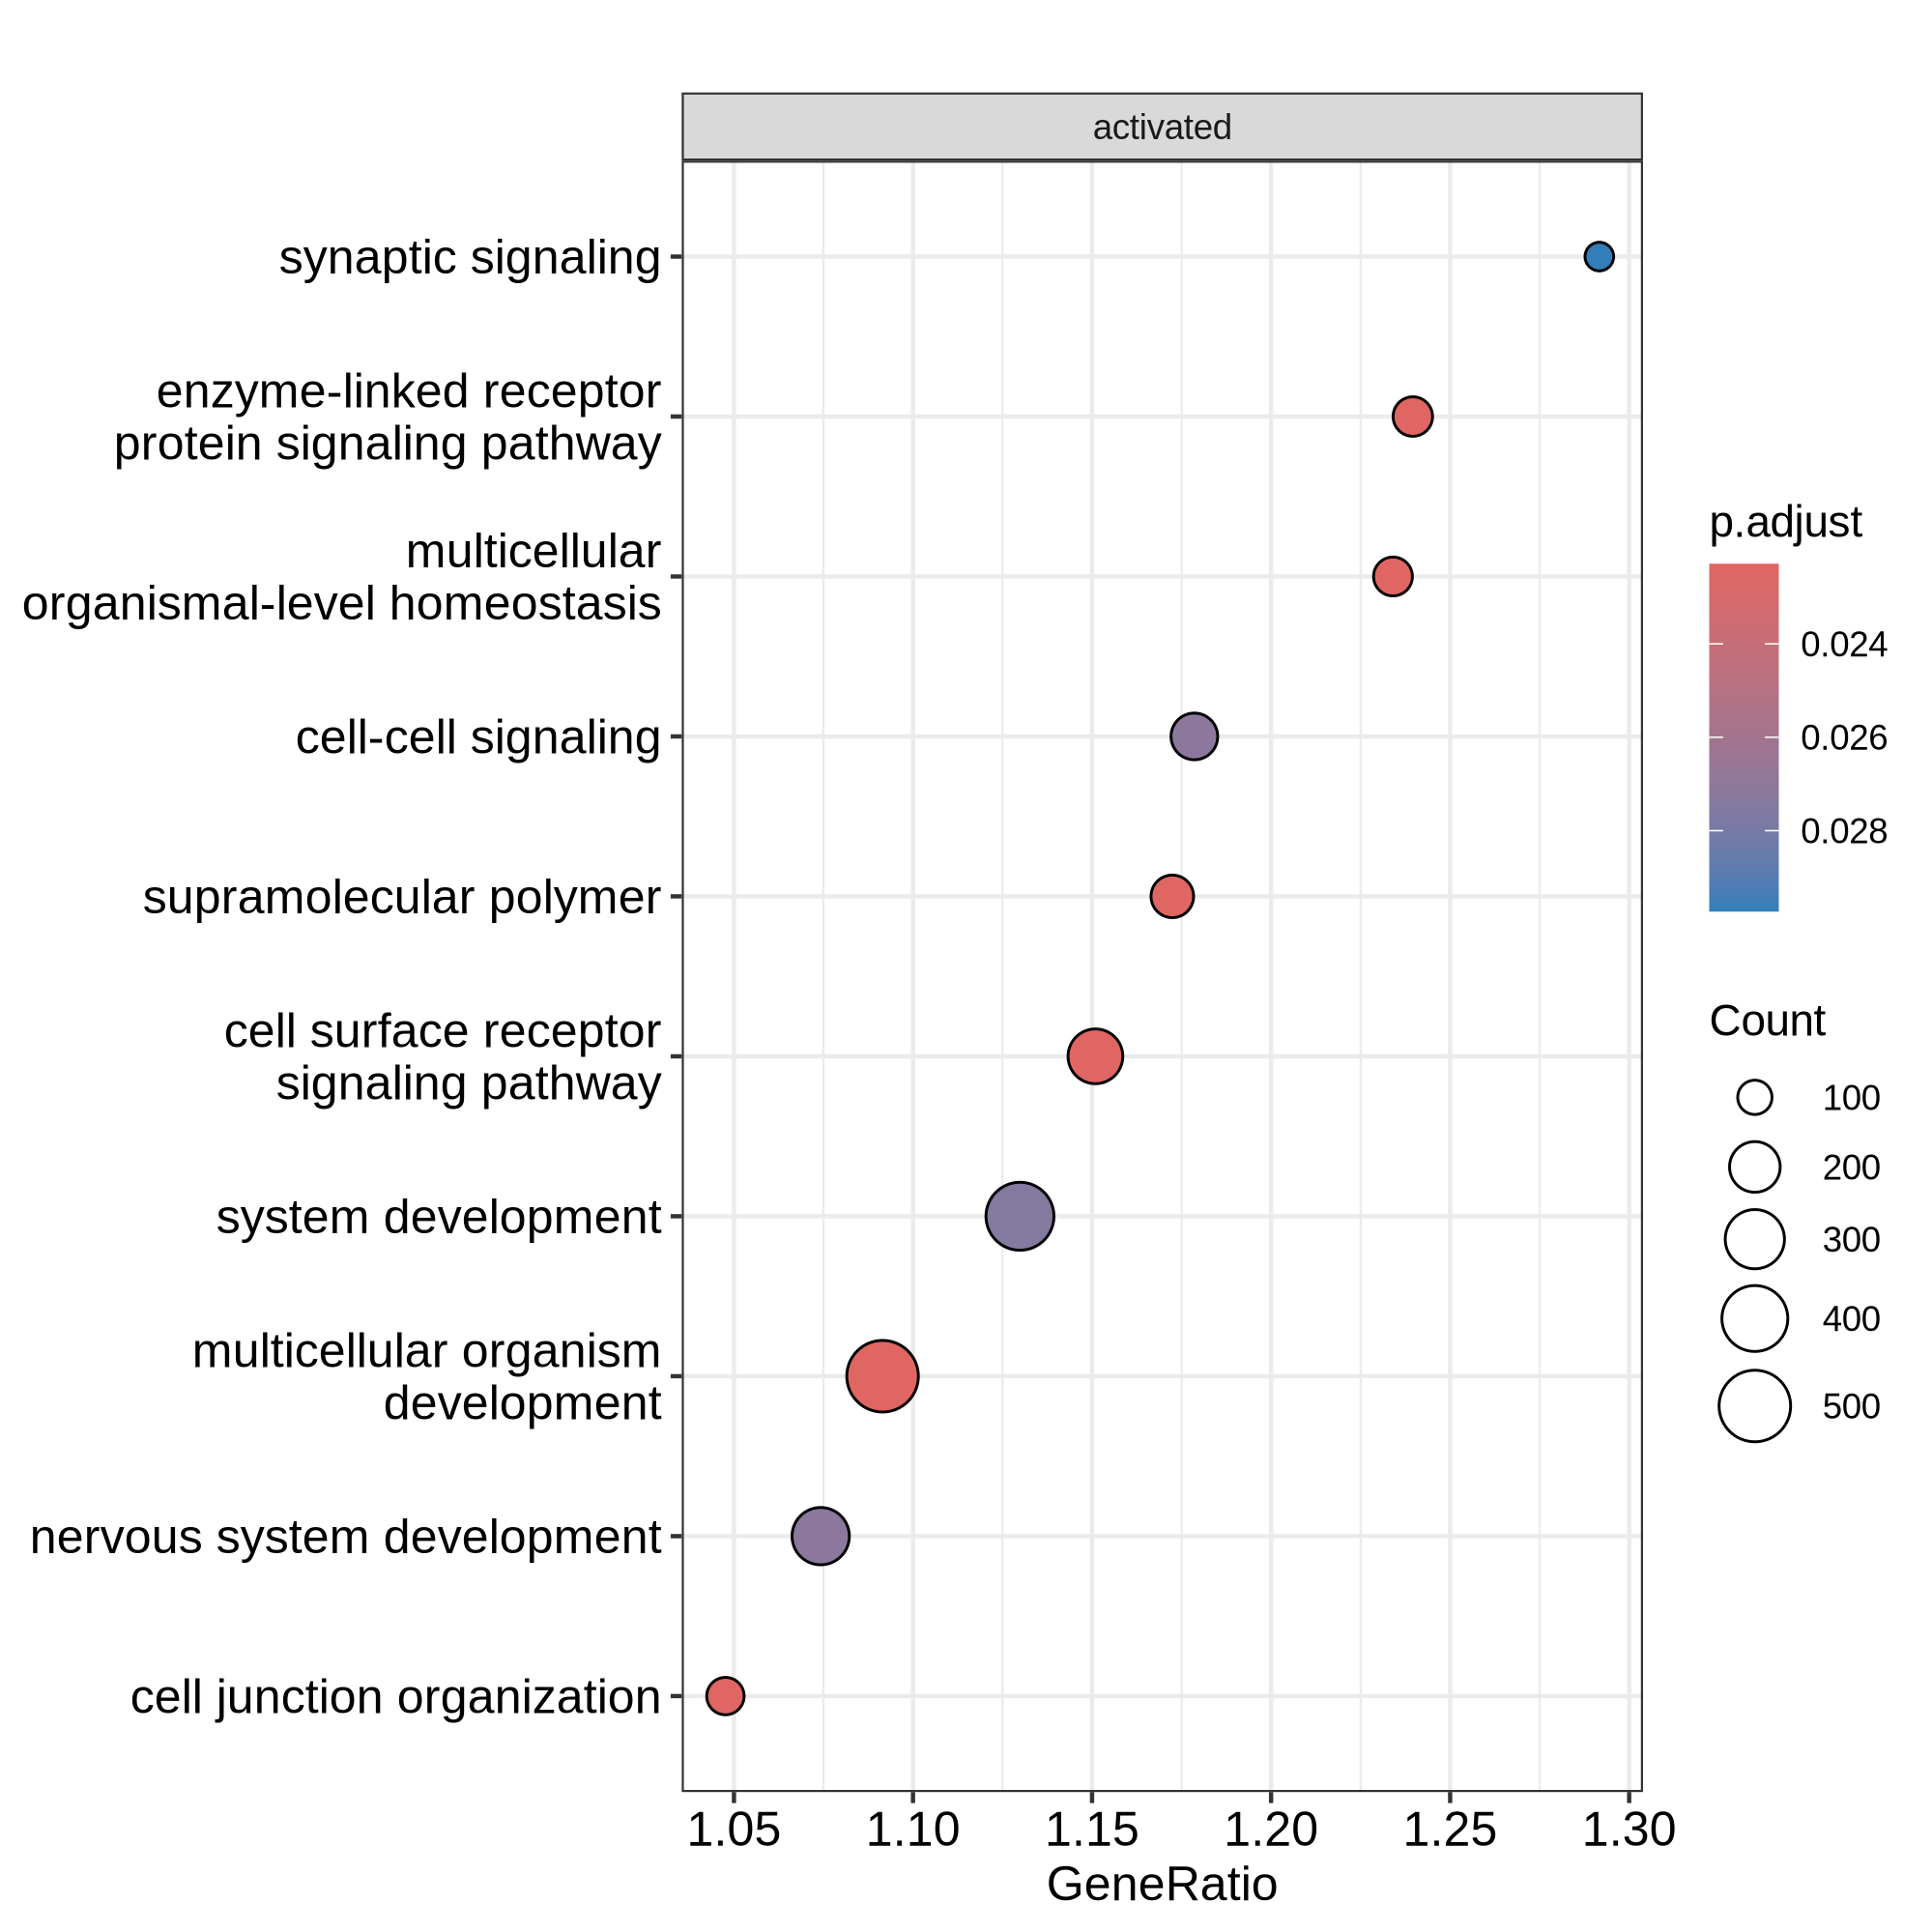 activated
synaptic signaling
enzyme-linked receptor
protein signaling pathway
multicellular
organismal-level homeostasis
cell-cell signaling
supramolecular polymer
cell surface receptor
signaling pathway
system development
multicellular organism
development
nervous system development
cell junction organization
1.05 1.10 1.15 1.20 1.25 1.30
GeneRatio
p.adjust
0.024
0.026
0.028
Count
100
200
300
400
500